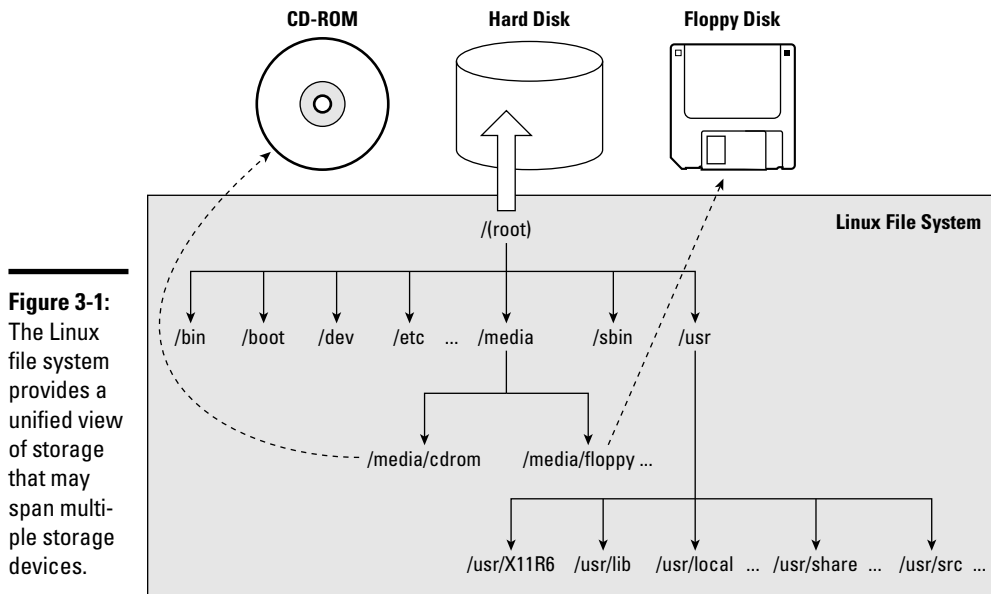 CD-ROM Hard Disk Floppy Disk
Linux File System
/(root)
/bin /boot /dev /etc ... /media /sbin /usr
/media/cdrom /media/floppy ...
/usr/X11R6 /usr/lib /usr/local ... /usr/share ... /usr/src ...
Figure 3-1:
The Linux
file system
provides a
unified view
of storage
that may
span multi-
ple storage
devices.